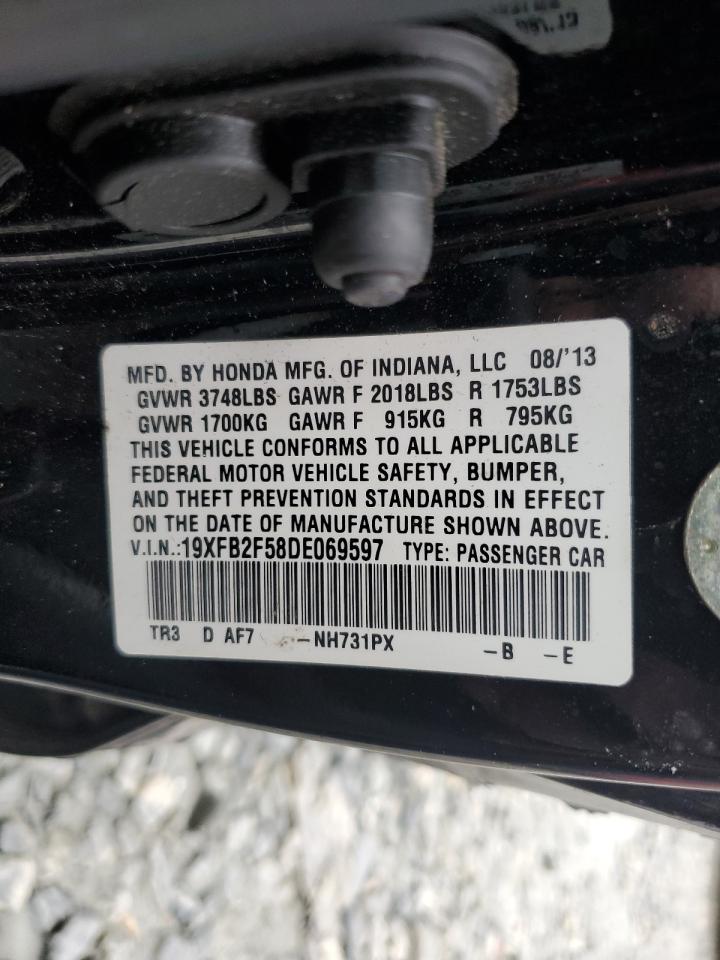 MFD. BY HONDA MFG. OF INDIANA, LLC 08/'13
GVWR 3748LBS GAWR F 2018LBS R 1753LBS
GVWR 1700KG GAWR F 915KG R 795KG
THIS VEHICLE CONFORMS TO ALL APPLICABLE
FEDERAL MOTOR VEHICLE SAFETY, BUMPER,
AND THEFT PREVENTION STANDARDS IN EFFECT
ON THE DATE OF MANUFACTURE SHOWN ABOVE.
V.I.N.:19XFB2F58DE069597 TYPE: PASSENGER CAR
TR3 D AF7 -NH731PX -B -E